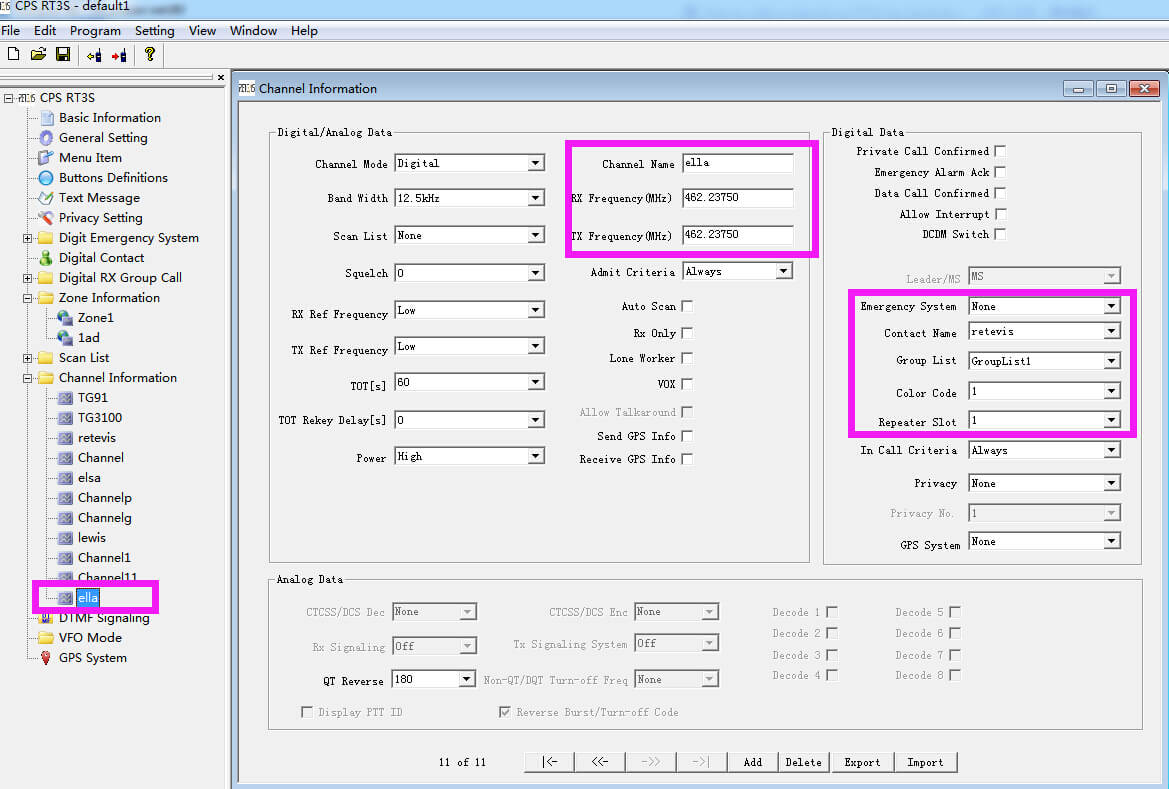 CPS RT3S - default1
File Edit Program Setting View Window Help
CPS RT3S
Basic Information
General Setting
Menu Item
Buttons Definitions
Text Message
Privacy Setting
Digit Emergency System
Digital Contact
Digital RX Group Call
Zone Information
Zone1
1ad
Scan List
Channel Information
TG91
TG3100
retevis
Channel
elsa
Channelp
Channelg
lewis
Channel1
Channel11
ella
DTMF Signaling
VFO Mode
GPS System
Channel Information
Digital/Analog Data
Channel Mode Digital
Band Width 12.5kHz
Scan List None
Squelch 0
RX Ref Frequency Low
TX Ref Frequency Low
TOT[s] 60
TOT Rekey Delay[s] 0
Power High
Channel Name ella
RX Frequency(MHz) 462.23750
TX Frequency(MHz) 462.23750
Admit Criteria Always
Auto Scan
Rx Only
Lone Worker
VOX
Allow Talkaround
Send GPS Info
Receive GPS Info
Digital Data
Private Call Confirmed
Emergency Alarm Ack
Data Call Confirmed
Allow Interrupt
DCDM Switch
Leader/MS MS
Emergency System None
Contact Name retevis
Group List GroupList1
Color Code 1
Repeater Slot 1
In Call Criteria Always
Privacy None
Privacy No. 1
GPS System None
Analog Data
CTCSS/DCS Dec None CTCSS/DCS Enc None Decode 1 Decode 5
Rx Signaling Off Tx Signaling System Off Decode 2 Decode 6
Decode 3 Decode 7
QT Reverse 180 Non-QT/DQT Turn-off Freq None Decode 4 Decode 8
Display PTT ID Reverse Burst/Turn-off Code
11 of 11 |<- <<- ->> ->| Add Delete Export Import